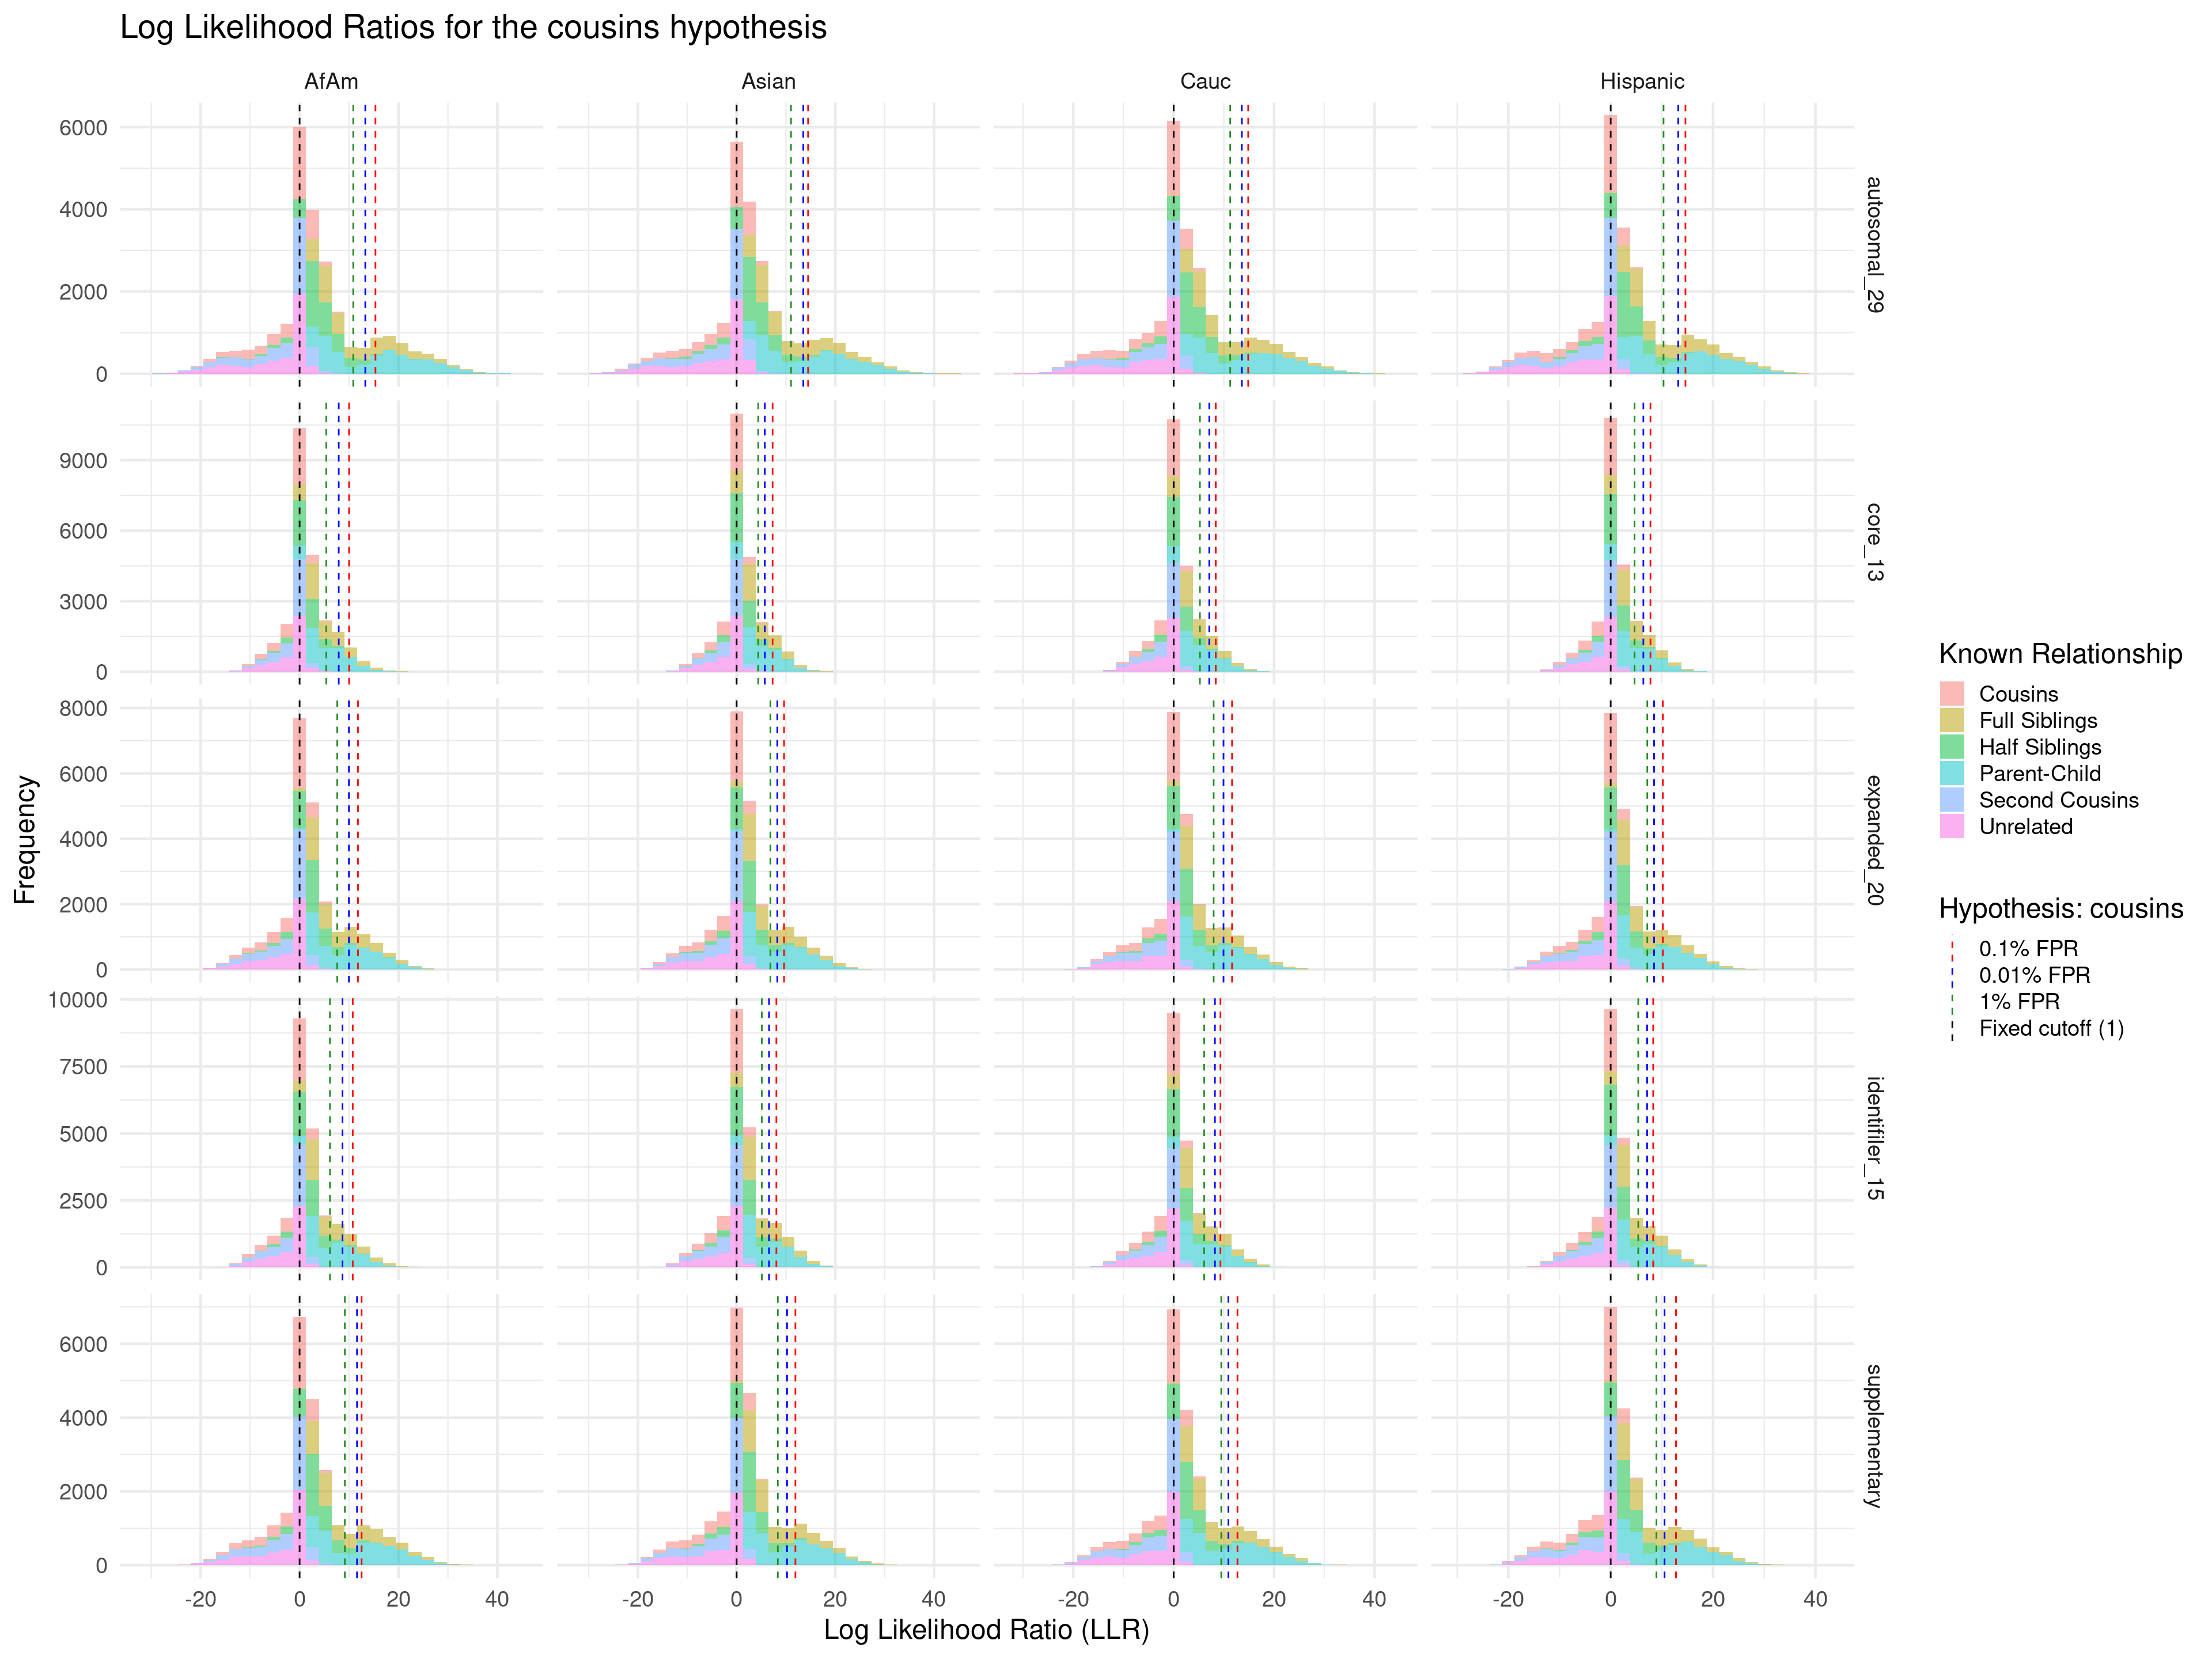 Log Likelihood Ratios for the cousins hypothesis
AfAm
Asian
Cauc
Hispanic
6000
4000
2000
0
autosomal_29
9000
6000
3000
0
core_13
8000
6000
4000
2000
0
expanded_20
10000
7500
5000
2500
0
identifiler_15
6000
4000
2000
0
supplementary
-20 0 20 40
-20 0 20 40
-20 0 20 40
-20 0 20 40
Frequency
Log Likelihood Ratio (LLR)
Known Relationship
Cousins
Full Siblings
Half Siblings
Parent-Child
Second Cousins
Unrelated
Hypothesis: cousins
0.1% FPR
0.01% FPR
1% FPR
Fixed cutoff (1)